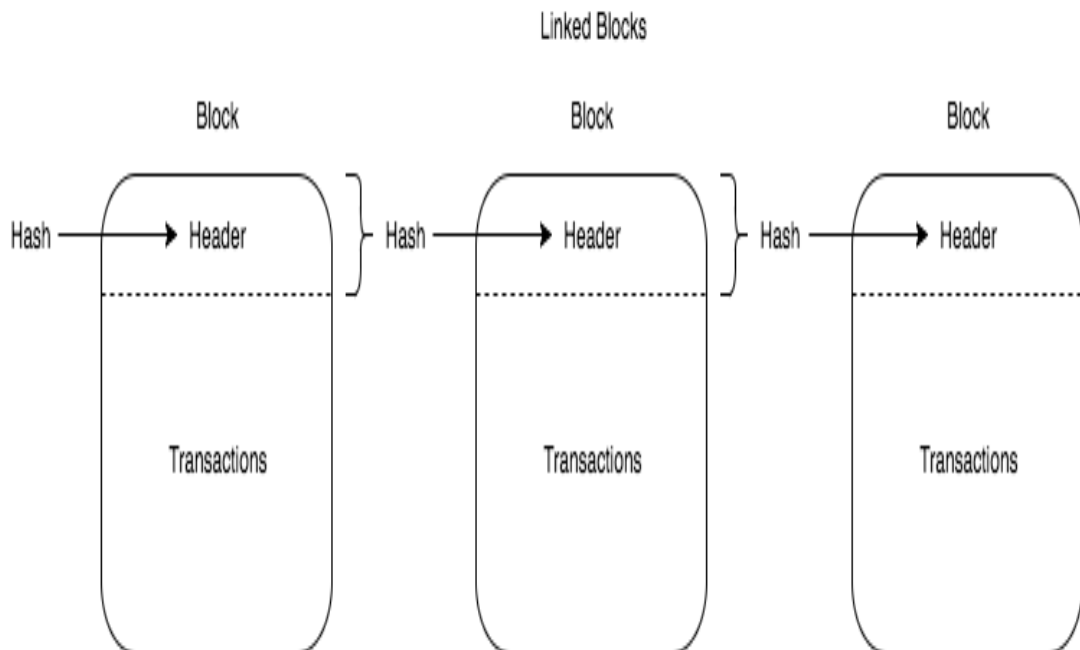 Linked Blocks
Block Block Block
Hash Header Hash Header Hash Header
Transactions Transactions Transactions